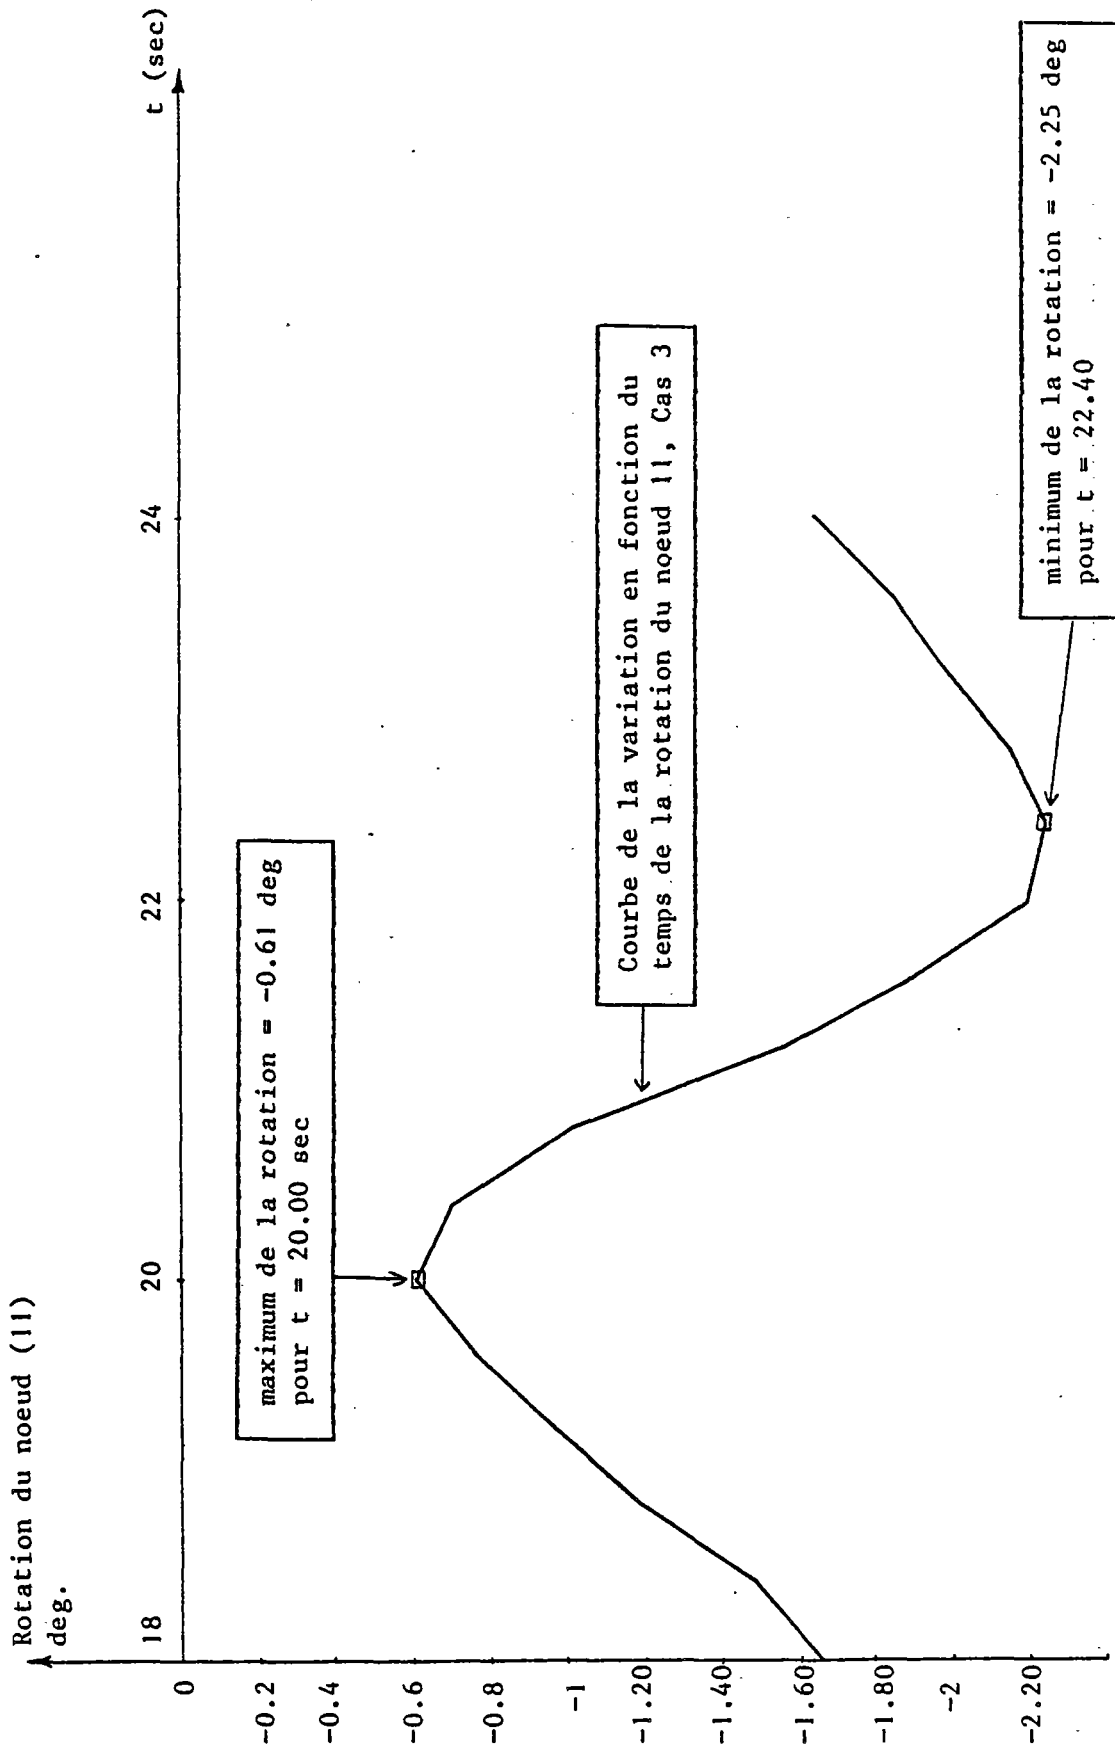 Rotation du noeud (11)
deg.
t (sec)
18
20
22
24
0
-0.2
-0.4
-0.6
-0.8
-1
-1.20
-1.40
-1.60
-1.80
-2
-2.20
maximum de la rotation = -0.61 deg
pour t = 20.00 sec
Courbe de la variation en fonction du
temps de la rotation du noeud 11, Cas 3
minimum de la rotation = -2.25 deg
pour t = 22.40